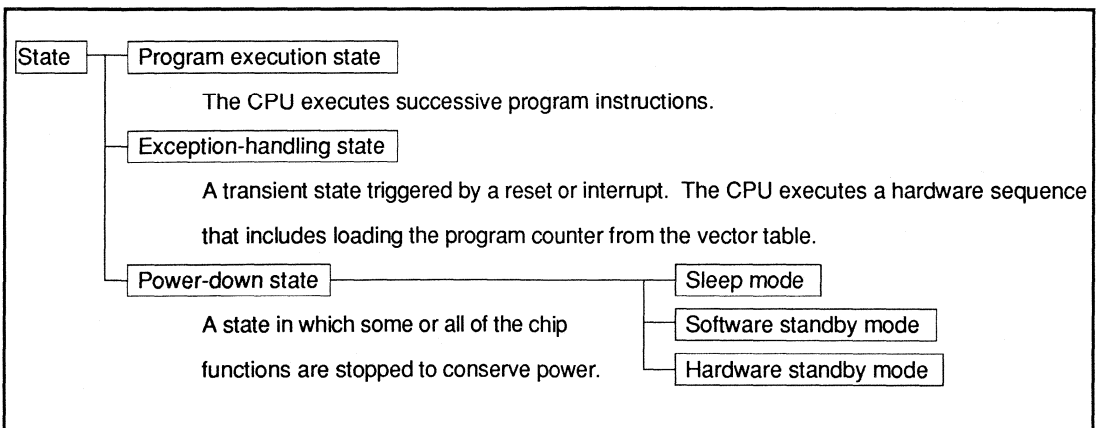 State
Program execution state
The CPU executes successive program instructions.
Exception-handling state
A transient state triggered by a reset or interrupt. The CPU executes a hardware sequence
that includes loading the program counter from the vector table.
Power-down state
Sleep mode
A state in which some or all of the chip
functions are stopped to conserve power.
Software standby mode
Hardware standby mode